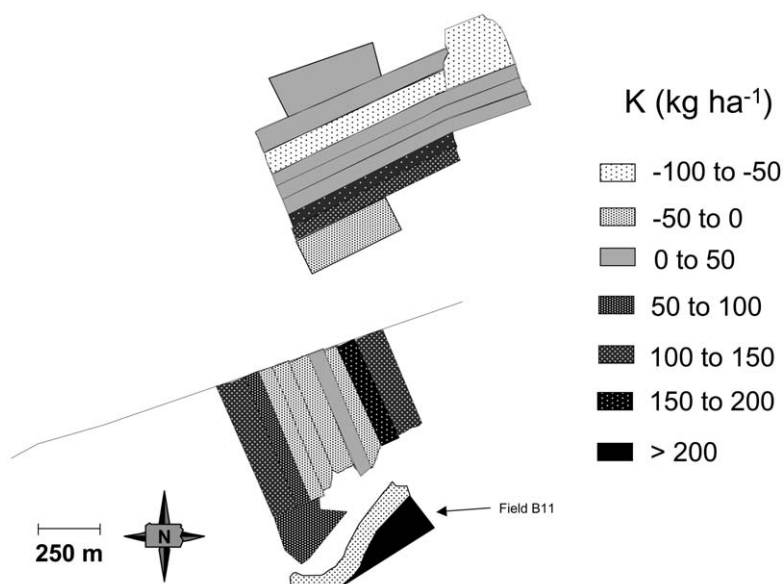 K (kg ha⁻¹)
-100 to -50
-50 to 0
0 to 50
50 to 100
100 to 150
150 to 200
> 200
Field B11
N
250 m